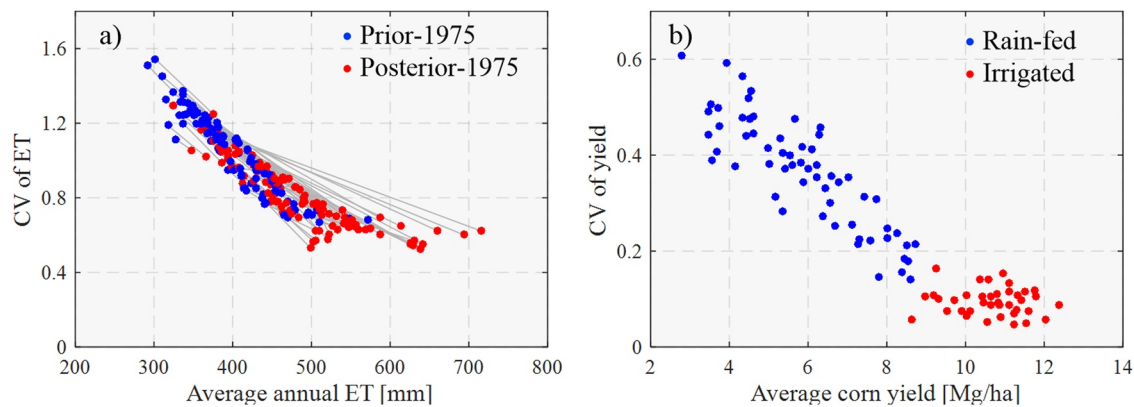 a)
Prior-1975
Posterior-1975
CV of ET
1.6
1.2
0.8
0.4
0
200 300 400 500 600 700 800
Average annual ET [mm]
b)
Rain-fed
Irrigated
CV of yield
0.6
0.4
0.2
0
2 4 6 8 10 12 14
Average corn yield [Mg/ha]